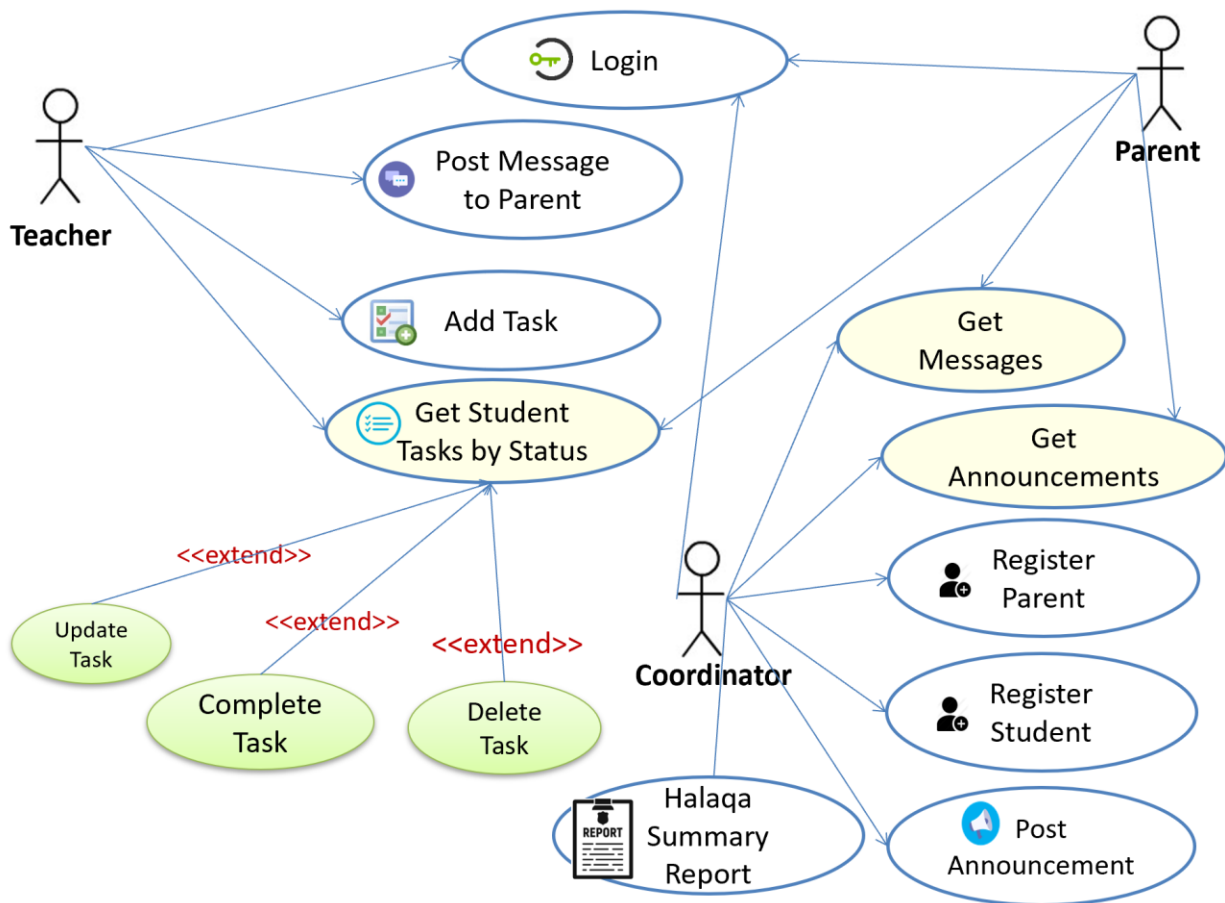 Login
Parent
Teacher
Post Message
to Parent
Add Task
Get
Messages
Get Student
Tasks by Status
Get
Announcements
<<extend>>
<<extend>>
<<extend>>
Update
Task
Complete
Task
Delete
Task
Coordinator
Register
Parent
Register
Student
REPORT
Halaqa
Summary
Report
Post
Announcement